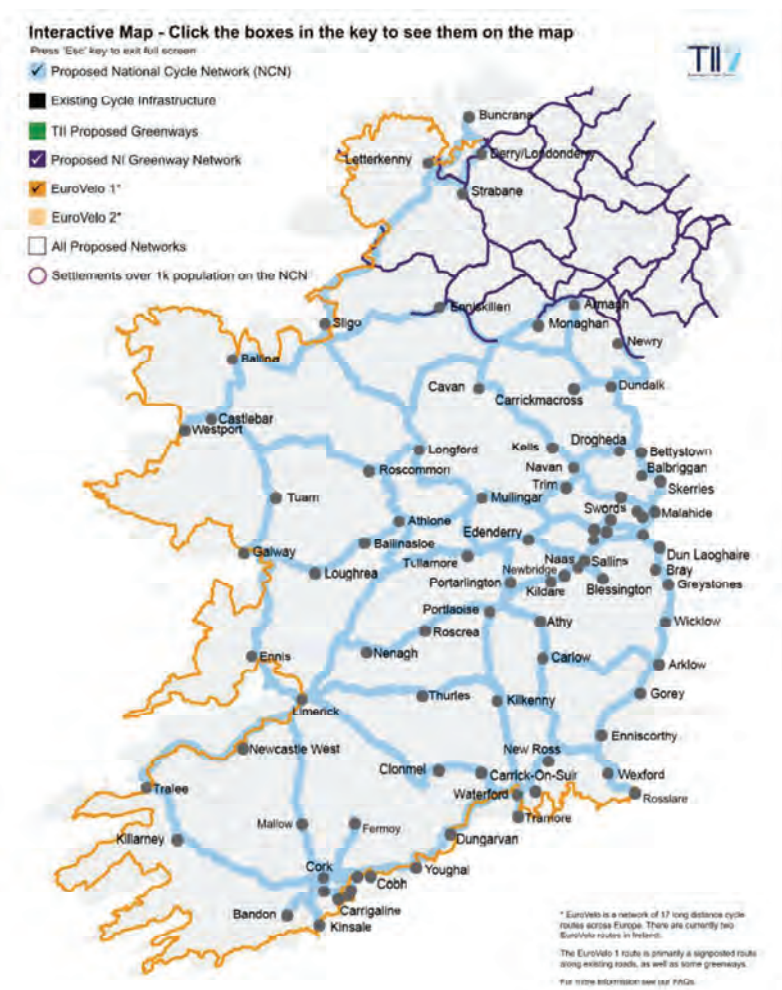 Interactive Map - Click the boxes in the key to see them on the map
Press 'Esc' key to exit full screen
TII
Proposed National Cycle Network (NCN)
Existing Cycle Infrastructure
TII Proposed Greenways
Proposed NI Greenway Network
EuroVelo 1*
EuroVelo 2*
All Proposed Networks
Settlements over 1k population on the NCN
Buncrana
Letterkenny
Derry/Londonderry
Strabane
Enniskillen
Armagh
Sligo
Monaghan
Newry
Ballina
Cavan
Dundalk
Carrickmacross
Castlebar
Westport
Longford
Kells
Drogheda
Bettystown
Roscommon
Navan
Balbriggan
Trim
Skerries
Tuam
Mullingar
Swords
Malahide
Athlone
Edenderry
Galway
Ballinasloe
Tullamore
Naas
Sallins
Dun Laoghaire
Loughrea
Newbridge
Bray
Portarlington
Kildare
Blessington
Greystones
Portlaoise
Athy
Wicklow
Roscrea
Ennis
Nenagh
Carlow
Arklow
Thurles
Kilkenny
Gorey
Limerick
Enniscorthy
Newcastle West
New Ross
Clonmel
Carrick-On-Suir
Wexford
Tralee
Waterford
Rosslare
Tramore
Mallow
Fermoy
Killarney
Dungarvan
Cork
Youghal
Cobh
Bandon
Carrigaline
Kinsale
* EuroVelo is a network of 17 long distance cycle
routes across Europe. There are currently two
EuroVelo routes in Ireland.
The EuroVelo 1 route is primarily a signposted route
along existing roads, as well as some greenways.
For more information see our FAQs.